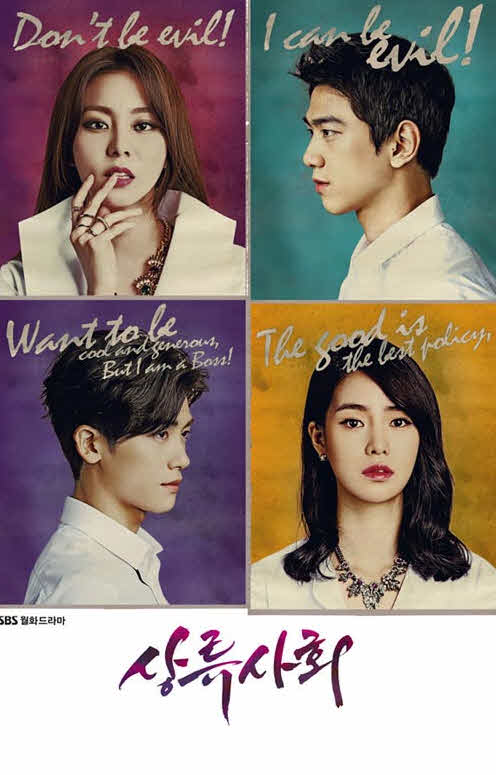 Don't be evil!
I can be
evil!
Want to be
cool and generous,
But I am a Boss!
The good is
the best policy,
SBS 월화드라마
상류사회